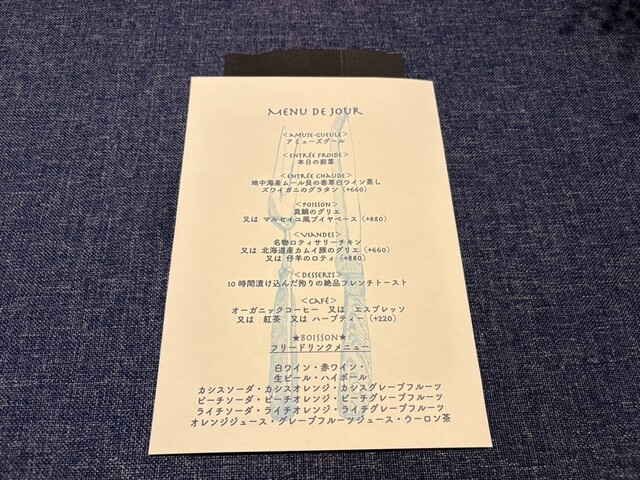 MENU DE JOUR
<AMUSE-GUEULE>
アミューズグール
<ENTRÉE FROIDE>
本日の前菜
<ENTRÉE CHAUDE>
地中海産ムール貝の香草白ワイン蒸し
ズワイガニのグラタン (+660)
<POISSON>
真鯛のグリエ
又は マルセイユ風ブイヤベース (+880)
<VIANDES>
名物ロティサリーチキン
又は 北海道産カムイ豚のグリエ (+660)
又は 仔羊のロティ (+880)
<DESSERTS>
10時間漬け込んだ拘りの絶品フレンチトースト
<CAFÉ>
オーガニックコーヒー 又は エスプレッソ
又は 紅茶 又は ハーブティー (+220)
★BOISSON★
フリードリンクメニュー
白ワイン・赤ワイン・
生ビール・ハイボール
カシスソーダ・カシスオレンジ・カシスグレープフルーツ
ピーチソーダ・ピーチオレンジ・ピーチグレープフルーツ
ライチソーダ・ライチオレンジ・ライチグレープフルーツ
オレンジジュース・グレープフルーツジュース・ウーロン茶